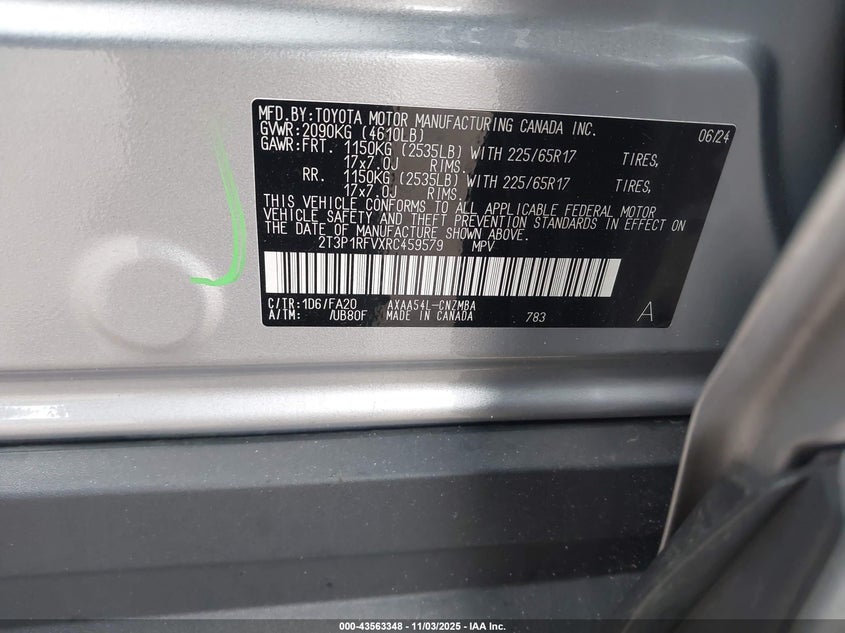 MFD.BY:TOYOTA MOTOR MANUFACTURING CANADA INC. 06/24
GVWR:2090KG (4610LB)
GAWR:FRT. 1150KG (2535LB) WITH 225/65R17 TIRES,
17x7.0J RIMS.
RR. 1150KG (2535LB) WITH 225/65R17 TIRES,
17x7.0J RIMS.
THIS VEHICLE CONFORMS TO ALL APPLICABLE FEDERAL MOTOR
VEHICLE SAFETY AND THEFT PREVENTION STANDARDS IN EFFECT ON
THE DATE OF MANUFACTURE SHOWN ABOVE.
2T3P1RFVXRC459579 MPV
C/TR:1D6/FA20 AXAA54L-CNZMBA
A/TM: /UB80F MADE IN CANADA 783 A
000-43563348 - 11/03/2025 - IAA Inc.